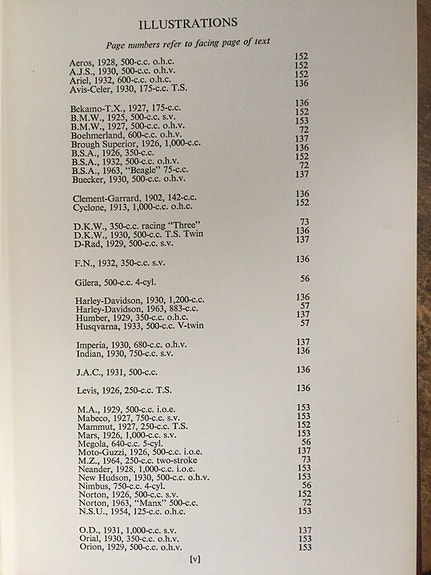 ILLUSTRATIONS
Page numbers refer to facing page of text
Aeros, 1928, 500-c.c. o.h.c. 152
A.J.S., 1930, 500-c.c. o.h.v. 152
Ariel, 1932, 600-c.c. o.h.c. 152
Avis-Celer, 1930, 175-c.c. T.S. 136
Bekamo-T.X., 1927, 175-c.c. 136
B.M.W., 1925, 500-c.c. s.v. 152
B.M.W., 1927, 500-c.c. o.h.v. 153
Boehmerland, 600-c.c. o.h.v. 72
Brough Superior, 1926, 1,000-c.c. 137
B.S.A., 1926, 350-c.c. 136
B.S.A., 1932, 500-c.c. o.h.v. 152
B.S.A., 1963, "Beagle" 75-c.c. 72
Buecker, 1930, 500-c.c. o.h.v. 137
Clement-Garrard, 1902, 142-c.c. 136
Cyclone, 1913, 1,000-c.c. o.h.c. 152
D.K.W., 350-c.c. racing "Three" 73
D.K.W., 1930, 500-c.c. T.S. Twin 136
D-Rad, 1929, 500-c.c. s.v. 137
F.N., 1932, 350-c.c. s.v. 136
Gilera, 500-c.c. 4-cyl. 56
Harley-Davidson, 1930, 1,200-c.c. 136
Harley-Davidson, 1963, 883-c.c. 57
Humber, 1929, 350-c.c. o.h.c. 137
Husqvarna, 1933, 500-c.c. V-twin 57
Imperia, 1930, 680-c.c. o.h.v. 137
Indian, 1930, 750-c.c. s.v. 136
J.A.C., 1931, 500-c.c. 136
Levis, 1926, 250-c.c. T.S. 136
M.A., 1929, 500-c.c. i.o.e. 153
Mabeco, 1927, 750-c.c. s.v. 153
Mammut, 1927, 250-c.c. T.S. 152
Mars, 1926, 1,000-c.c. s.v. 153
Megola, 640-c.c. 5-cyl. 56
Moto-Guzzi, 1926, 500-c.c. i.o.e. 137
M.Z., 1964, 250-c.c. two-stroke 73
Neander, 1928, 1,000-c.c. i.o.e. 153
New Hudson, 1930, 500-c.c. o.h.v. 153
Nimbus, 750-c.c. 4-cyl. 56
Norton, 1926, 500-c.c. s.v. 152
Norton, 1963, "Manx" 500-c.c. 72
N.S.U., 1954, 125-c.c. o.h.c. 153
O.D., 1931, 1,000-c.c. s.v. 137
Orial, 1930, 350-c.c. o.h.v. 153
Orion, 1929, 500-c.c. o.h.v. 153
[v]